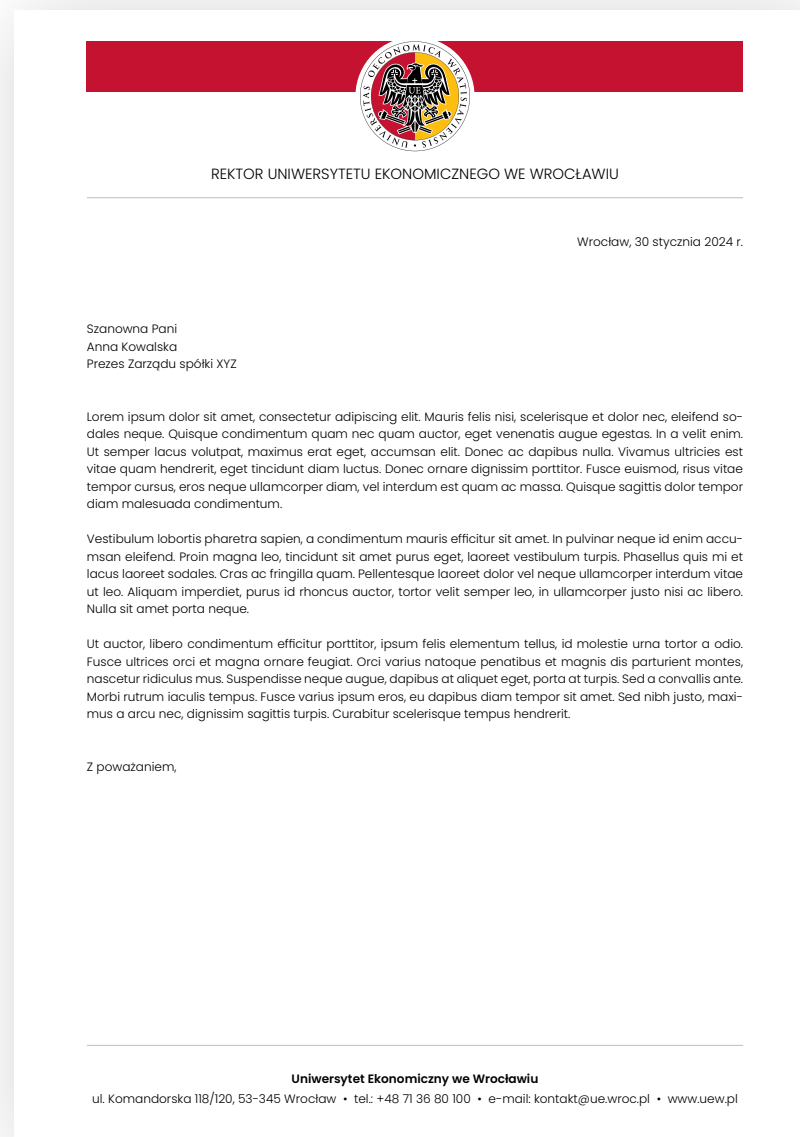 UNIVERSITAS OECONOMICA WRATISLAVIENSIS •
UE
REKTOR UNIWERSYTETU EKONOMICZNEGO WE WROCŁAWIU
Wrocław, 30 stycznia 2024 r.
Szanowna Pani
Anna Kowalska
Prezes Zarządu spółki XYZ
Lorem ipsum dolor sit amet, consectetur adipiscing elit. Mauris felis nisi, scelerisque et dolor nec, eleifend so-
dales neque. Quisque condimentum quam nec quam auctor, eget venenatis augue egestas. In a velit enim.
Ut semper lacus volutpat, maximus erat eget, accumsan elit. Donec ac dapibus nulla. Vivamus ultricies est
vitae quam hendrerit, eget tincidunt diam luctus. Donec ornare dignissim porttitor. Fusce euismod, risus vitae
tempor cursus, eros neque ullamcorper diam, vel interdum est quam ac massa. Quisque sagittis dolor tempor
diam malesuada condimentum.
Vestibulum lobortis pharetra sapien, a condimentum mauris efficitur sit amet. In pulvinar neque id enim accu-
msan eleifend. Proin magna leo, tincidunt sit amet purus eget, laoreet vestibulum turpis. Phasellus quis mi et
lacus laoreet sodales. Cras ac fringilla quam. Pellentesque laoreet dolor vel neque ullamcorper interdum vitae
ut leo. Aliquam imperdiet, purus id rhoncus auctor, tortor velit semper leo, in ullamcorper justo nisi ac libero.
Nulla sit amet porta neque.
Ut auctor, libero condimentum efficitur porttitor, ipsum felis elementum tellus, id molestie urna tortor a odio.
Fusce ultrices orci et magna ornare feugiat. Orci varius natoque penatibus et magnis dis parturient montes,
nascetur ridiculus mus. Suspendisse neque augue, dapibus at aliquet eget, porta at turpis. Sed a convallis ante.
Morbi rutrum iaculis tempus. Fusce varius ipsum eros, eu dapibus diam tempor sit amet. Sed nibh justo, maxi-
mus a arcu nec, dignissim sagittis turpis. Curabitur scelerisque tempus hendrerit.
Z poważaniem,
Uniwersytet Ekonomiczny we Wrocławiu
ul. Komandorska 118/120, 53-345 Wrocław • tel.: +48 71 36 80 100 • e-mail: kontakt@ue.wroc.pl • www.uew.pl